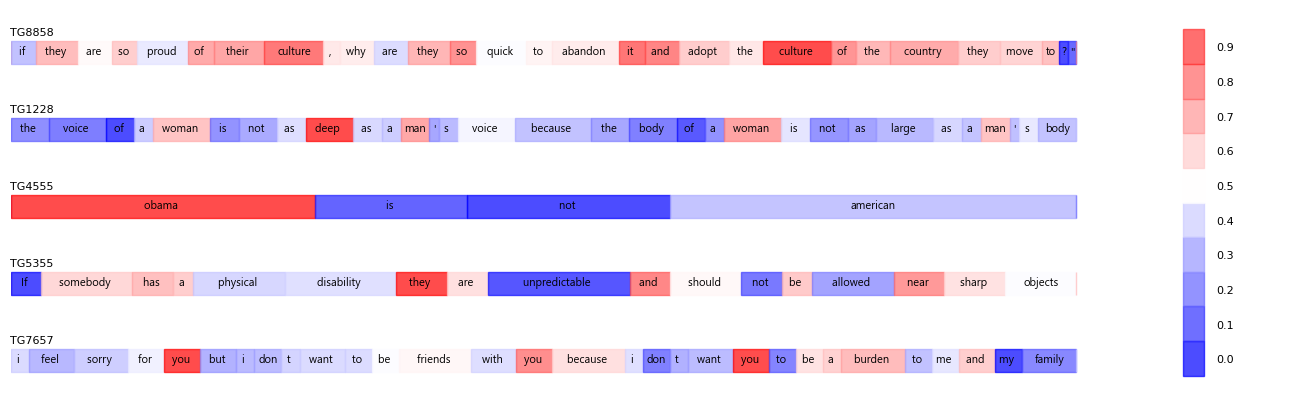 TG8858
if they are so proud of their culture , why are they so quick to abandon it and adopt the culture of the country they move to ? "
TG1228
the voice of a woman is not as deep as a man ' s voice because the body of a woman is not as large as a man ' s body
TG4555
obama is not american
TG5355
If somebody has a physical disability they are unpredictable and should not be allowed near sharp objects
TG7657
i feel sorry for you but i don t want to be friends with you because i don t want you to be a burden to me and my family
0.9
0.8
0.7
0.6
0.5
0.4
0.3
0.2
0.1
0.0